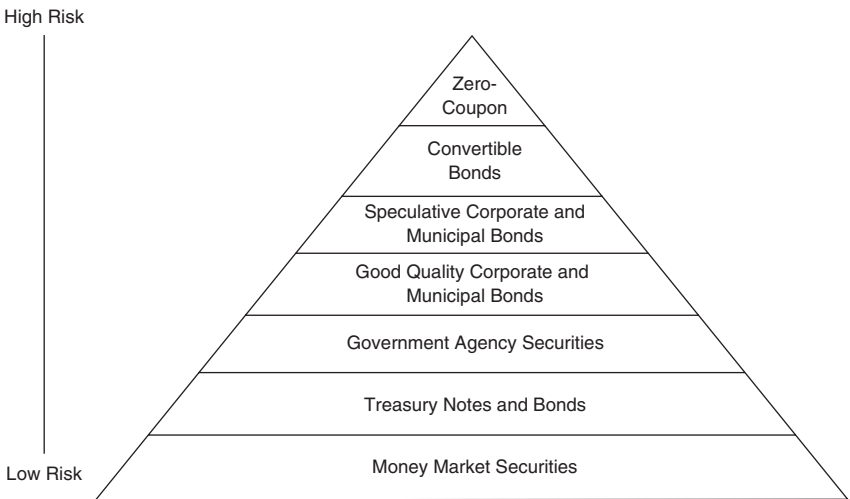 High Risk
Zero-
Coupon
Convertible
Bonds
Speculative Corporate and
Municipal Bonds
Good Quality Corporate and
Municipal Bonds
Government Agency Securities
Treasury Notes and Bonds
Money Market Securities
Low Risk